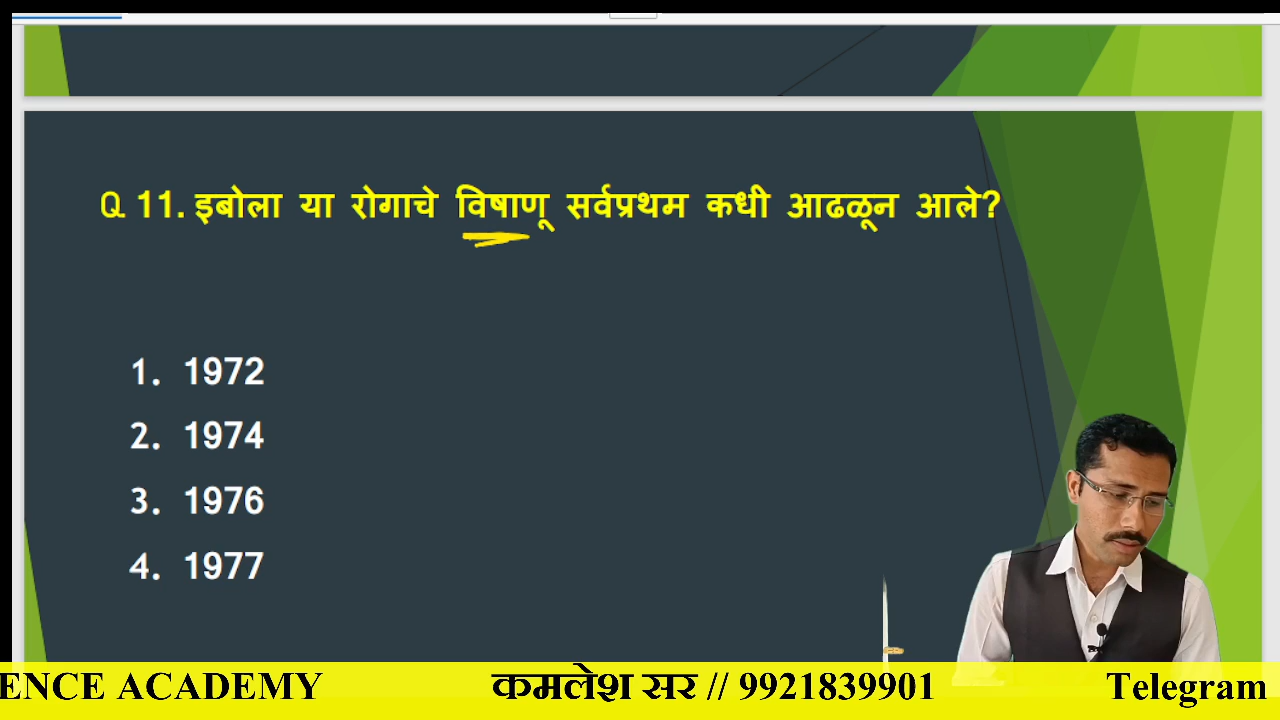 Q. 11. इबोला या रोगाचे विषाणू सर्वप्रथम कधी आढळून आले?
1. 1972
2. 1974
3. 1976
4. 1977
ENCE ACADEMY कमलेश सर // 9921839901 Telegram